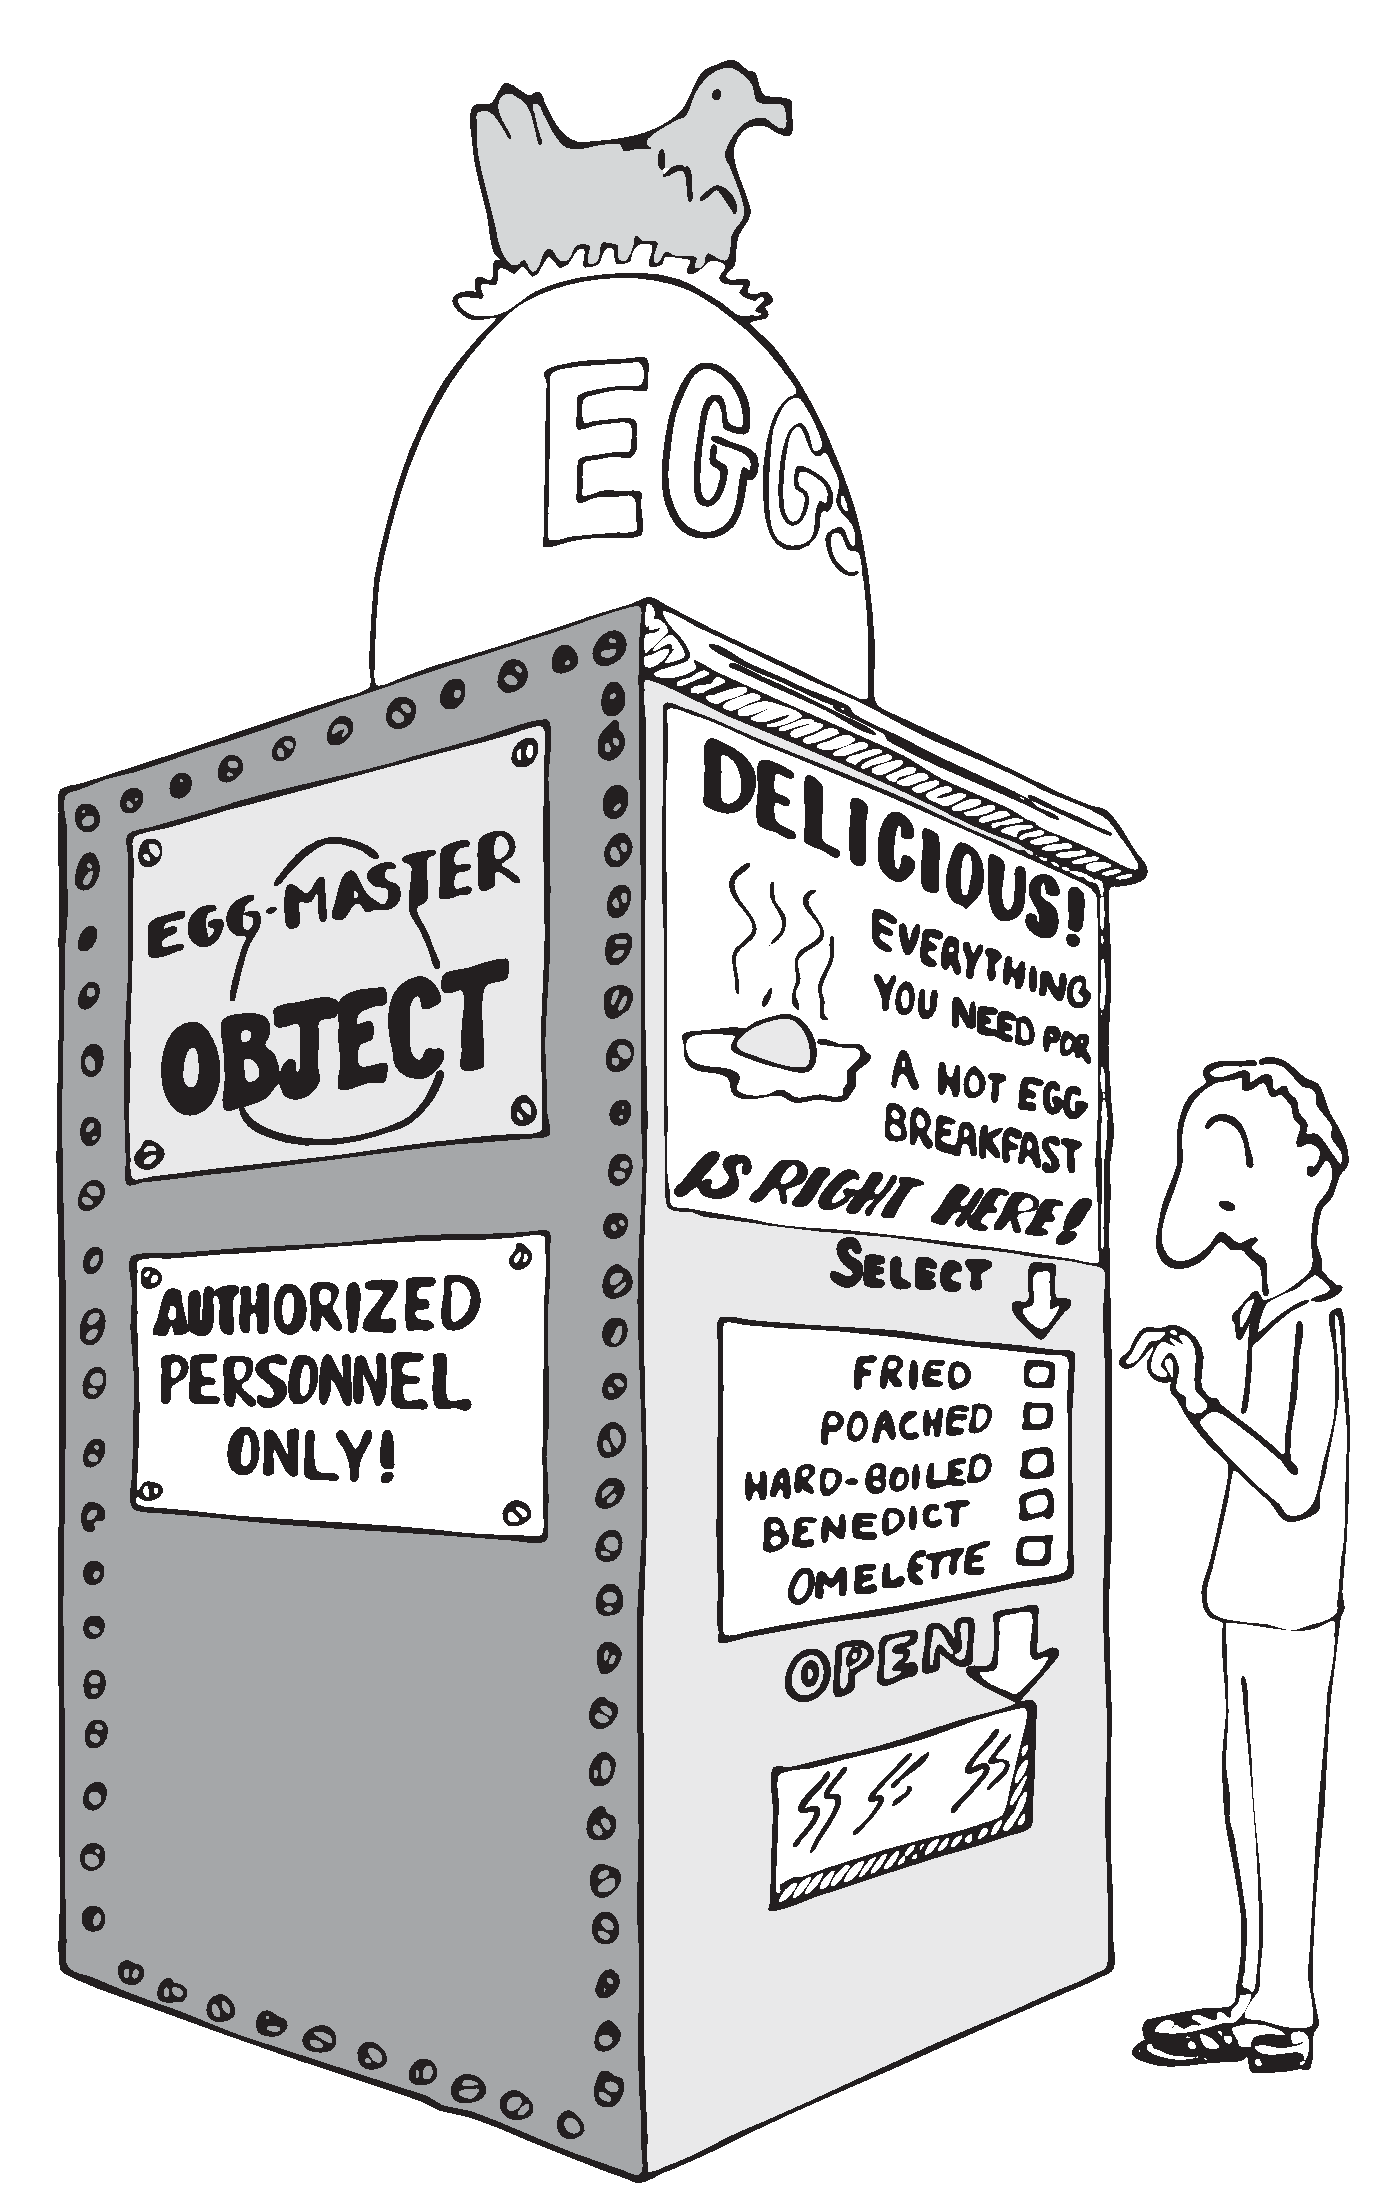 EGGS
EGG-MASTER
OBJECT
AUTHORIZED
PERSONNEL
ONLY!
DELICIOUS!
EVERYTHING
YOU NEED FOR
A HOT EGG
BREAKFAST
IS RIGHT HERE!
SELECT
FRIED
POACHED
HARD-BOILED
BENEDICT
OMELETTE
OPEN